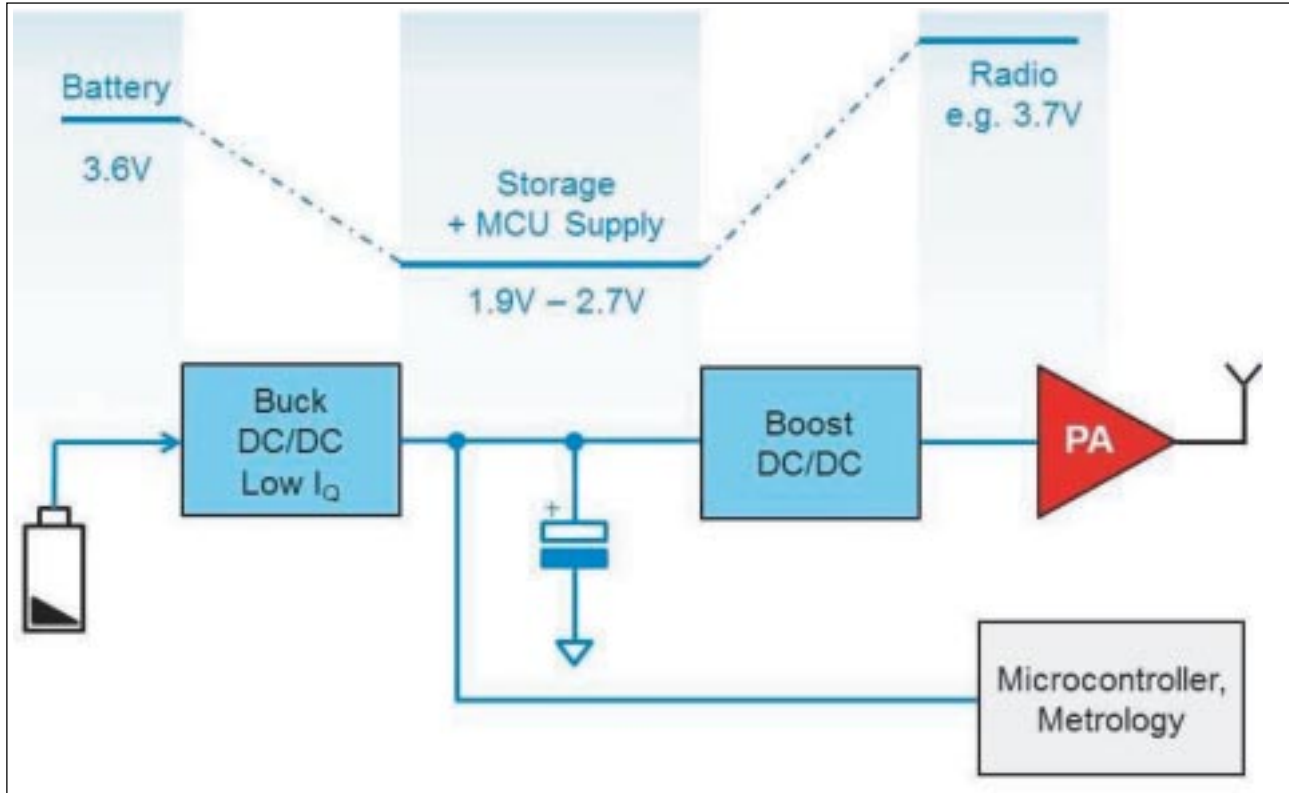 Battery
3.6V
Storage
+ MCU Supply
1.9V – 2.7V
Radio
e.g. 3.7V
Buck
DC/DC
Low IQ
+
Boost
DC/DC
PA
Microcontroller,
Metrology